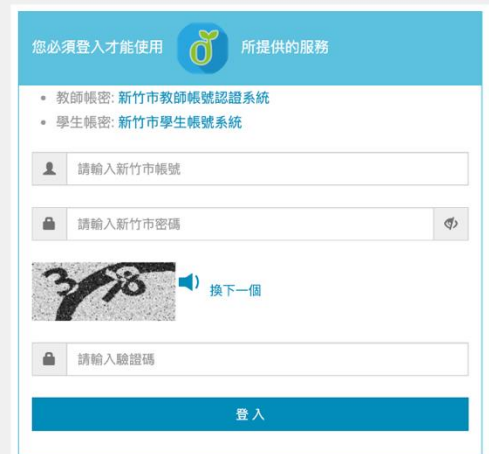 您必須登入才能使用 所提供的服務
教師帳密: 新竹市教師帳號認證系統
學生帳密: 新竹市學生帳號系統
請輸入新竹市帳號
請輸入新竹市密碼
換下一個
請輸入驗證碼
登入